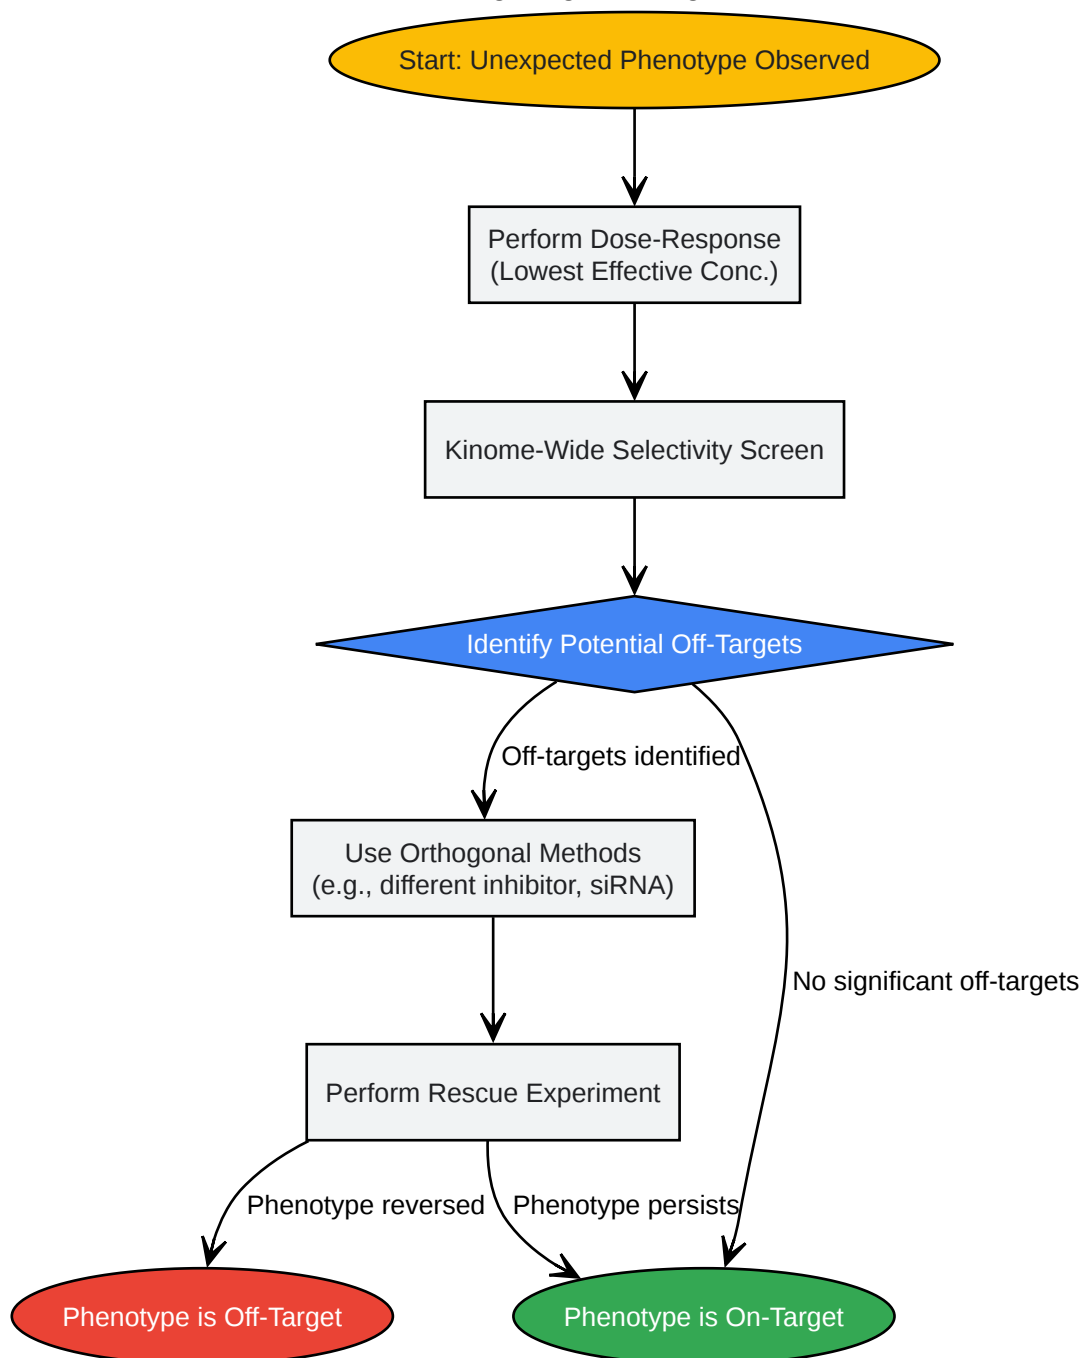 Start: Unexpected Phenotype Observed
Perform Dose-Response
(Lowest Effective Conc.)
Kinome-Wide Selectivity Screen
Identify Potential Off-Targets
Off-targets identified
Use Orthogonal Methods
(e.g., different inhibitor, siRNA)
No significant off-targets
Perform Rescue Experiment
Phenotype reversed
Phenotype persists
Phenotype is Off-Target
Phenotype is On-Target